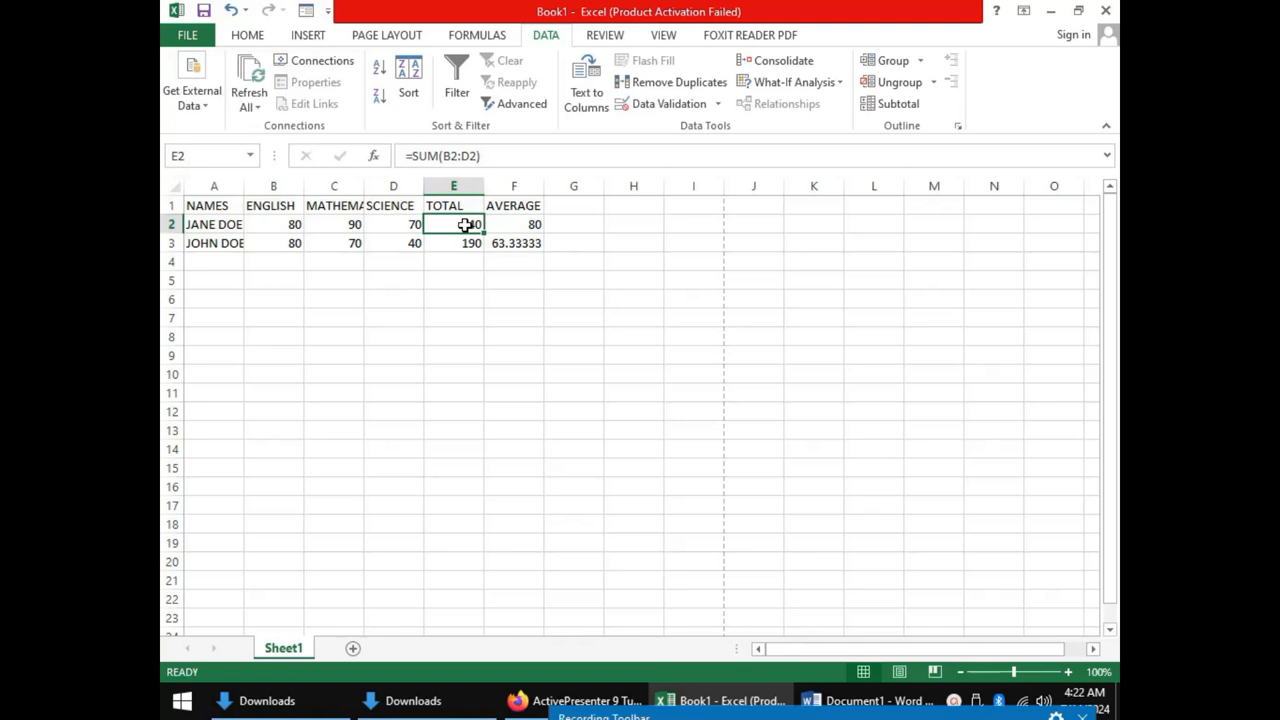 Book1 - Excel (Product Activation Failed)
FILE HOME INSERT PAGE LAYOUT FORMULAS DATA REVIEW VIEW FOXIT READER PDF Sign in
Get External Data
Refresh All
Connections
Properties
Edit Links
Connections
Sort
Filter
Clear
Reapply
Advanced
Sort & Filter
Text to Columns
Flash Fill
Remove Duplicates
Data Validation
Consolidate
What-If Analysis
Relationships
Data Tools
Group
Ungroup
Subtotal
Outline
E2 fx =SUM(B2:D2)
A B C D E F G H I J K L M N O
1 NAMES ENGLISH MATHEMA SCIENCE TOTAL AVERAGE
2 JANE DOE 80 90 70 80
3 JOHN DOE 80 70 40 190 63.33333
4
5
6
7
8
9
10
11
12
13
14
15
16
17
18
19
20
21
22
23
Sheet1
READY 100%
Downloads Downloads ActivePresenter 9 Tu... Book1 - Excel (Prod... Document1 - Word ... 4:22 AM
Recording Toolbar